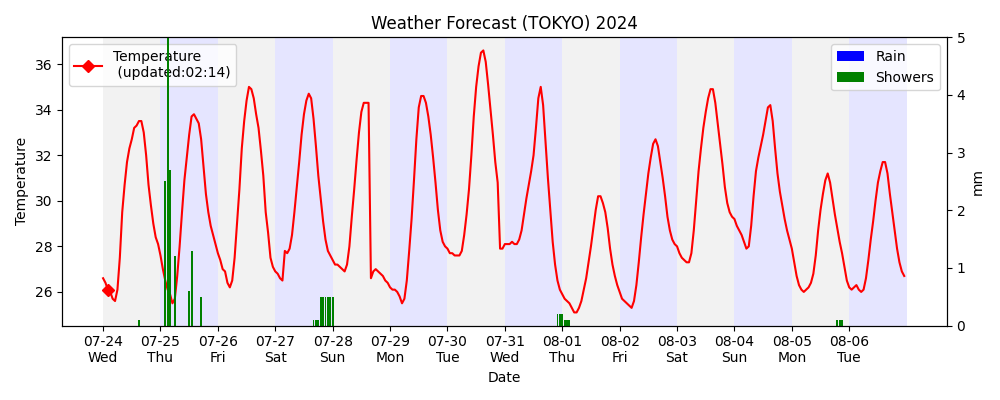 Weather Forecast (TOKYO) 2024
Temperature
(updated:02:14)
Rain
Showers
Temperature
36
34
32
30
28
26
5
4
3
2
1
0
mm
07-24 07-25 07-26 07-27 07-28 07-29 07-30 07-31 08-01 08-02 08-03 08-04 08-05 08-06
Wed Thu Fri Sat Sun Mon Tue Wed Thu Fri Sat Sun Mon Tue
Date